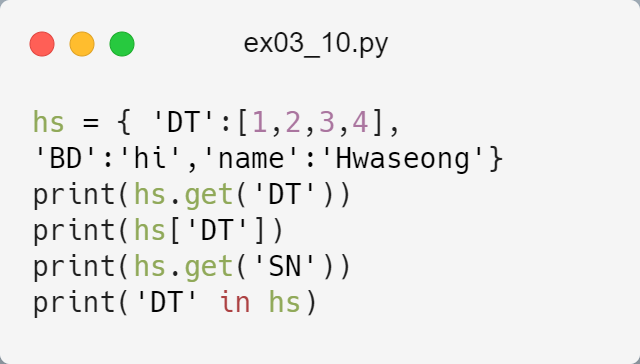 ex03_10.py
hs = { 'DT':[1,2,3,4],
'BD':'hi','name':'Hwaseong'}
print(hs.get('DT'))
print(hs['DT'])
print(hs.get('SN'))
print('DT' in hs)